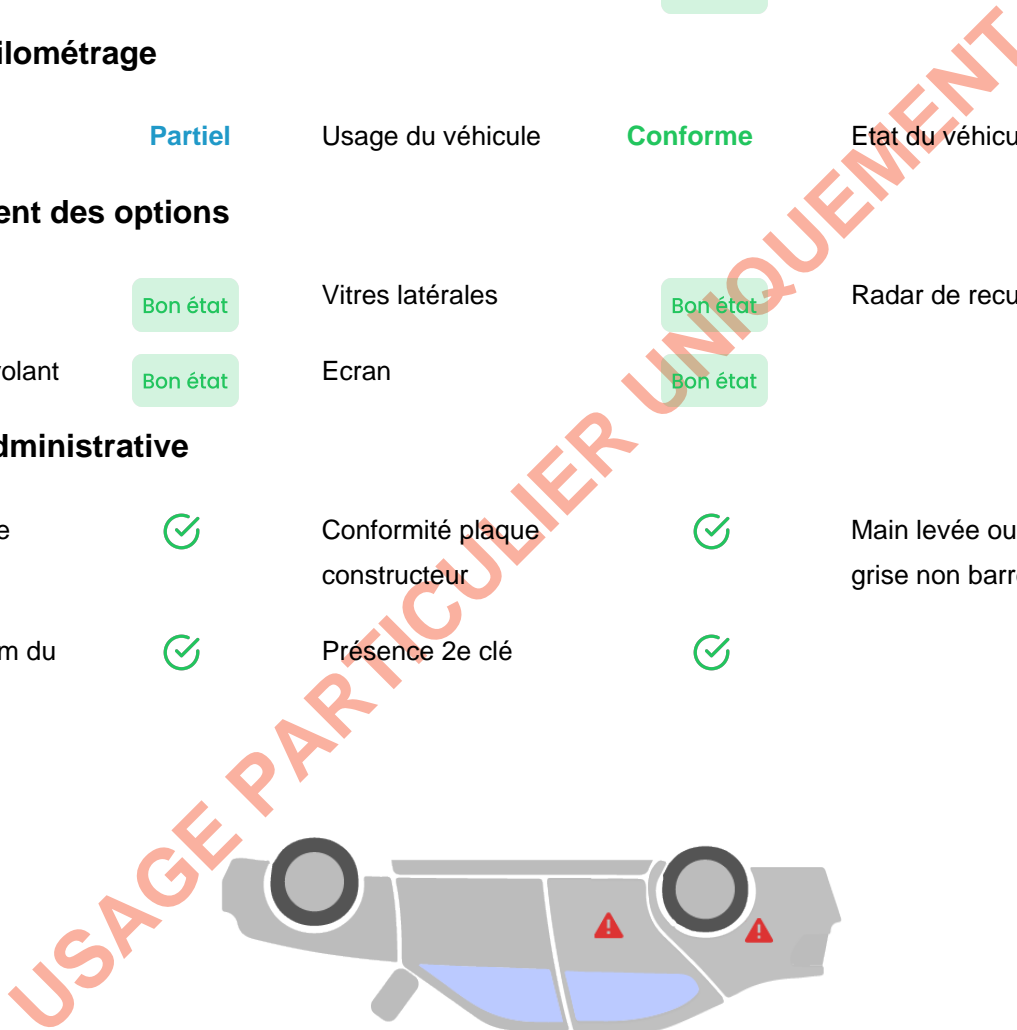 ilométrage
Partiel Usage du véhicule Conforme Etat du véhicu
ent des options
Bon état Vitres latérales Bon état Radar de recu
olant Bon état Ecran Bon état
dministrative
e Conformité plaque Main levée ou
constructeur grise non barr
m du Présence 2e clé
USAGE PARTICULIER UNIQUEMENT